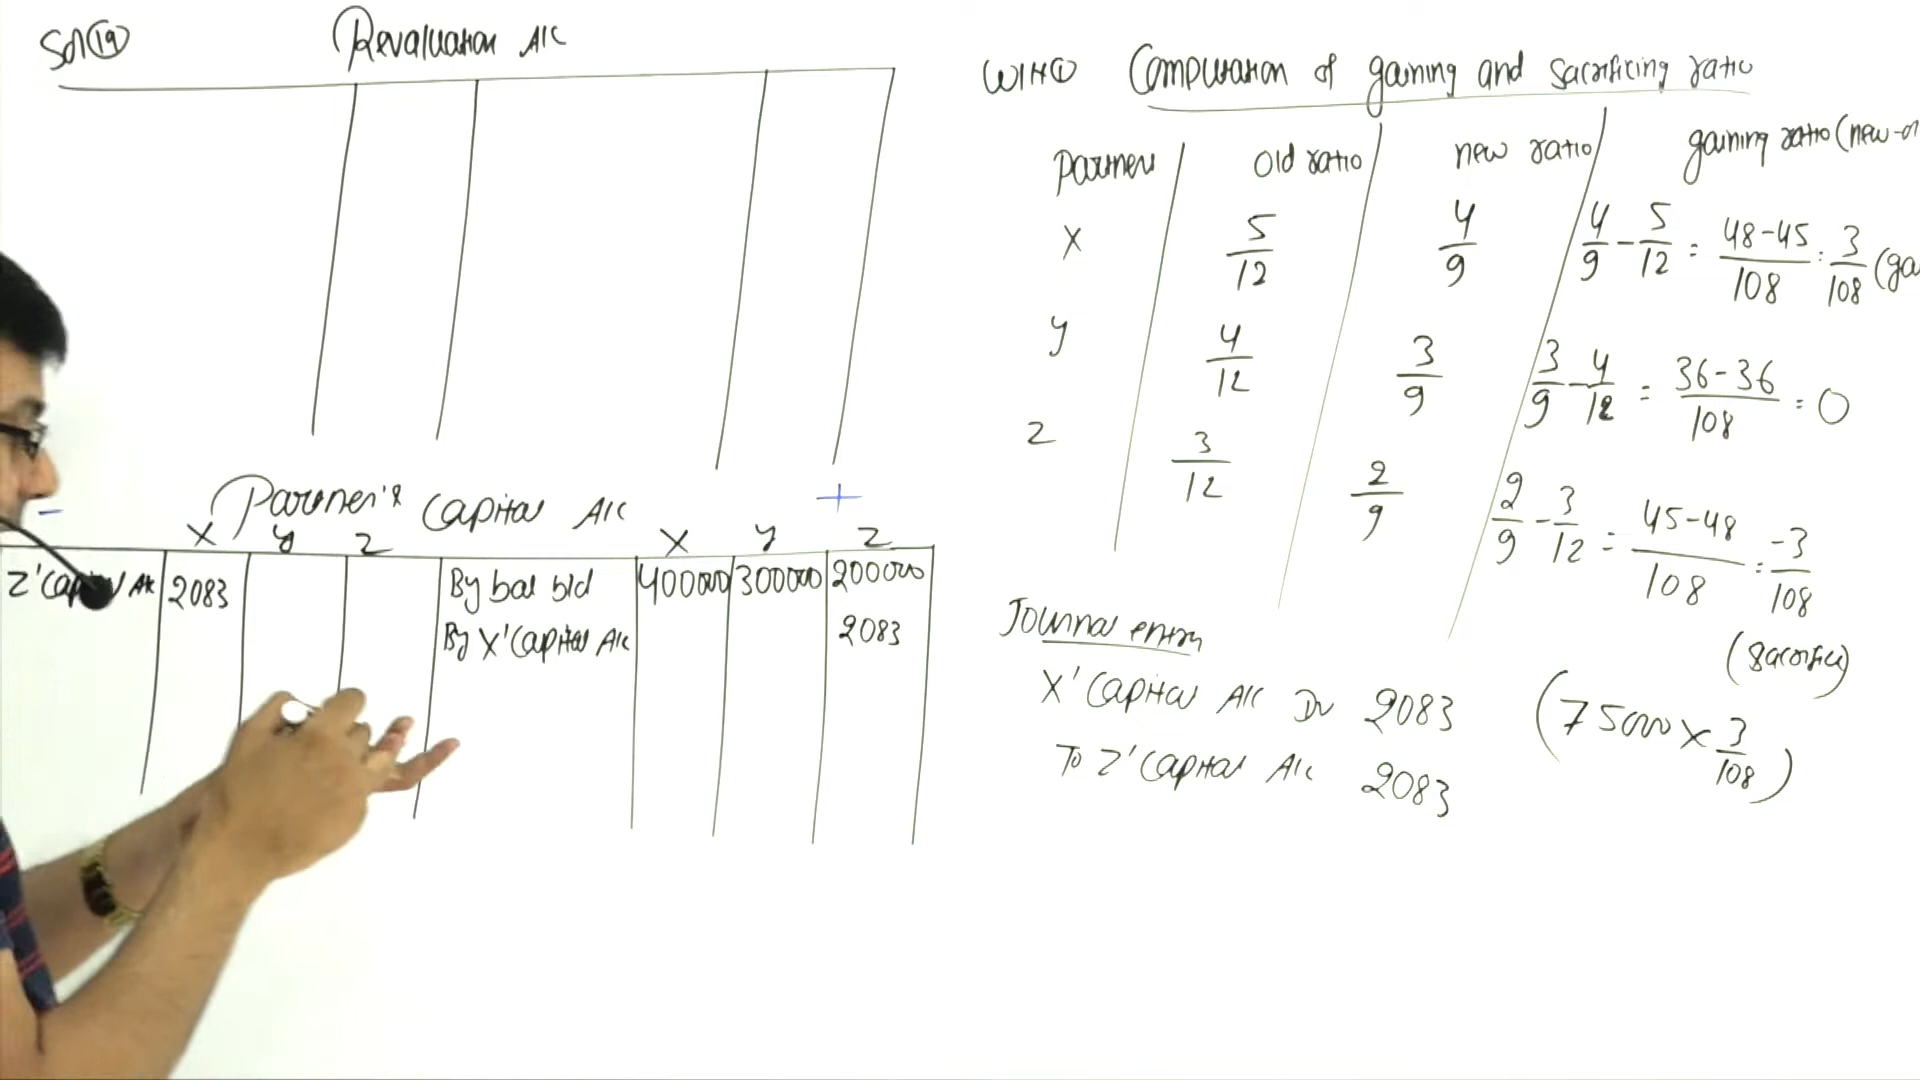 Sol 19
Revaluation A/c
Partner's Capital A/c
- +
X Y Z X Y Z
Z' Capital A/c 2083 By bal b/d 400000 300000 200000
By X' Capital A/c 2083
WN 1 Computation of gaining and sacrificing ratio
Partners Old ratio new ratio gaining ratio (new-
X 5/12 4/9 4/9 - 5/12 = 48-45/108 = 3/108 (ga
Y 4/12 3/9 3/9 - 4/12 = 36-36/108 = 0
Z 3/12 2/9 2/9 - 3/12 = 45-48/108 = -3/108
(Sacrifice)
Journal entry
X' Capital A/c Dr 2083 (75000 x 3/108)
To Z' Capital A/c 2083